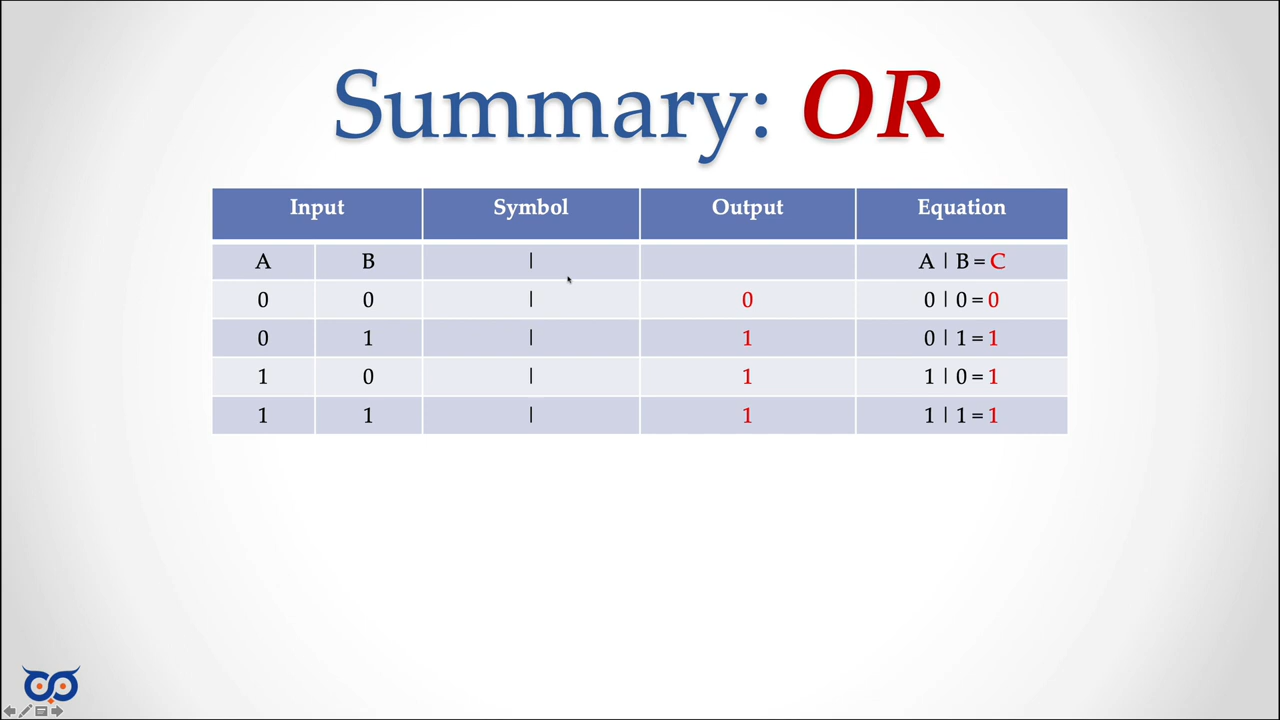 Summary: OR
Input Symbol Output Equation
A B | A | B = C
0 0 | 0 0 | 0 = 0
0 1 | 1 0 | 1 = 1
1 0 | 1 1 | 0 = 1
1 1 | 1 1 | 1 = 1